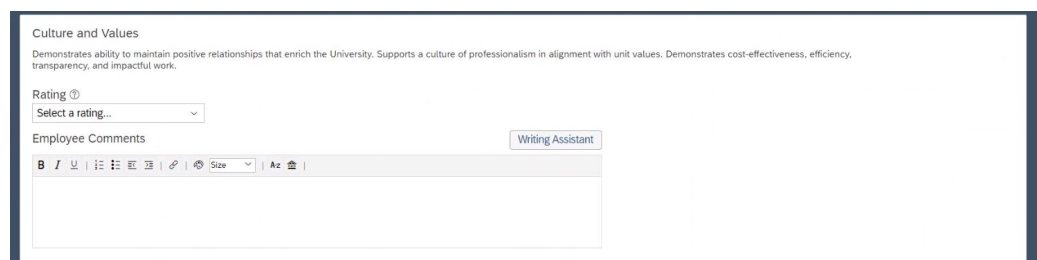 Culture and Values
Demonstrates ability to maintain positive relationships that enrich the University. Supports a culture of professionalism in alignment with unit values. Demonstrates cost-effectiveness, efficiency,
transparency, and impactful work.
Rating ?
Select a rating...
Employee Comments
Writing Assistant
B I U Size A-z